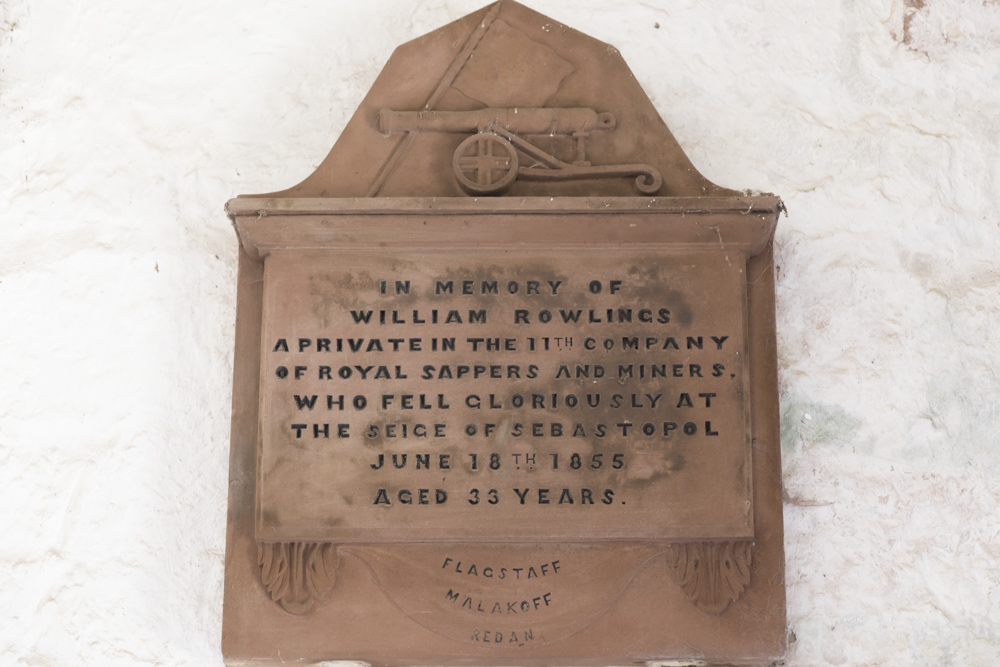 IN MEMORY OF
WILLIAM ROWLINGS
A PRIVATE IN THE 11TH COMPANY
OF ROYAL SAPPERS AND MINERS,
WHO FELL GLORIOUSLY AT
THE SEIGE OF SEBASTOPOL
JUNE 18TH 1855
AGED 33 YEARS.
FLAGSTAFF
MALAKOFF
REDAN